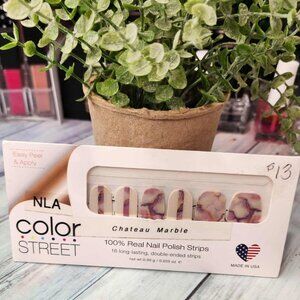 Easy Peel
& Apply
$13
NLA
color
STREET
Chateau Marble
100% Real Nail Polish Strips
16 long-lasting, double-ended strips
MADE IN USA